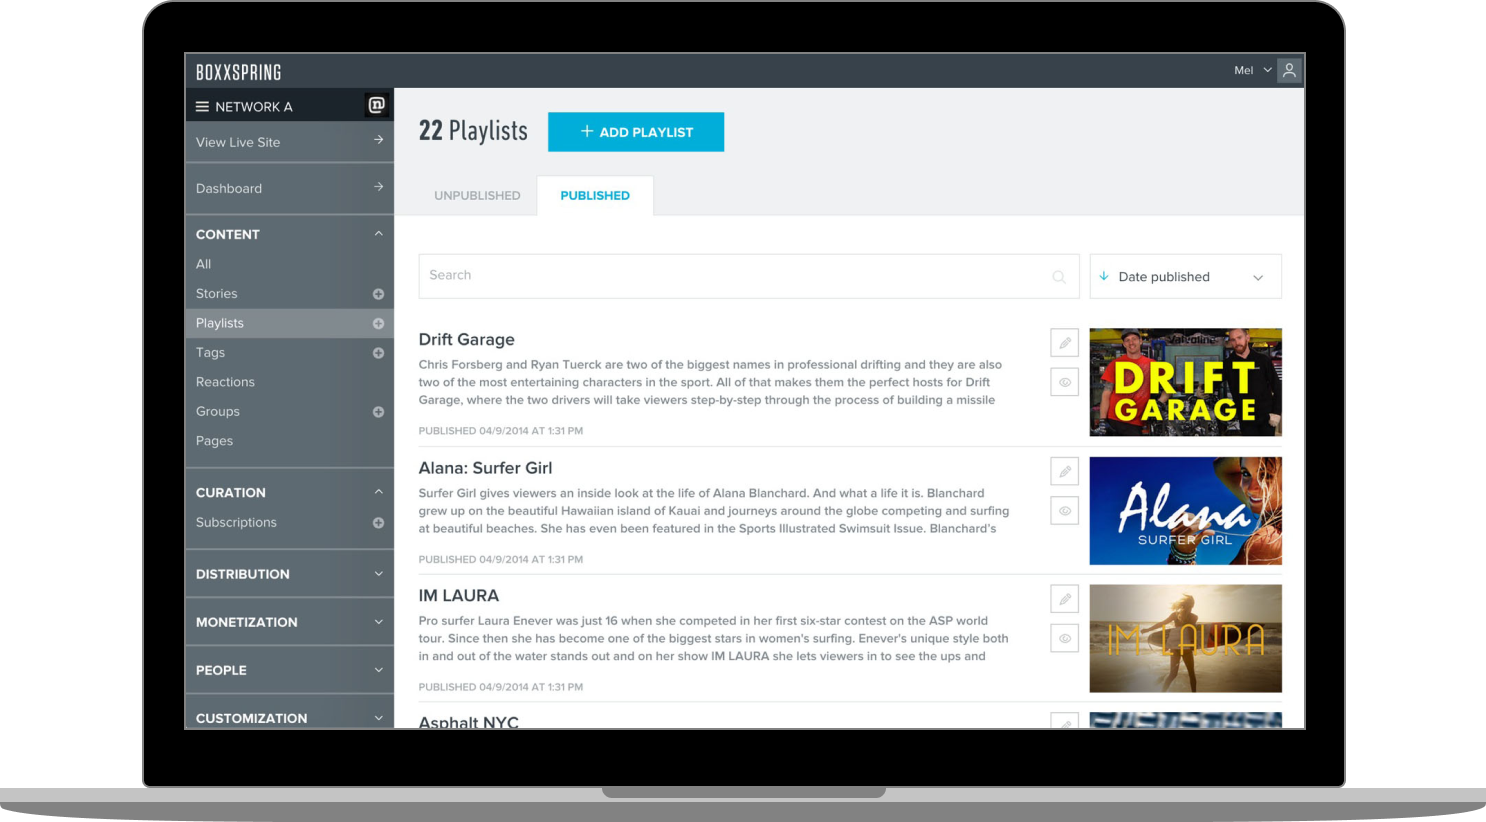 BOXXSPRING
Mel
NETWORK A
View Live Site
Dashboard
CONTENT
All
Stories
Playlists
Tags
Reactions
Groups
Pages
CURATION
Subscriptions
DISTRIBUTION
MONETIZATION
PEOPLE
CUSTOMIZATION
22 Playlists
+ ADD PLAYLIST
UNPUBLISHED
PUBLISHED
Search
Date published
Drift Garage
Chris Forsberg and Ryan Tuerck are two of the biggest names in professional drifting and they are also
two of the most entertaining characters in the sport. All of that makes them the perfect hosts for Drift
Garage, where the two drivers will take viewers step-by-step through the process of building a missile
PUBLISHED 04/9/2014 AT 1:31 PM
Valvoline
DRIFT
GARAGE
Alana: Surfer Girl
Surfer Girl gives viewers an inside look at the life of Alana Blanchard. And what a life it is. Blanchard
grew up on the beautiful Hawaiian island of Kauai and journeys around the globe competing and surfing
at beautiful beaches. She has even been featured in the Sports Illustrated Swimsuit Issue. Blanchard's
PUBLISHED 04/9/2014 AT 1:31 PM
Alana
SURFER GIRL
IM LAURA
Pro surfer Laura Enever was just 16 when she competed in her first six-star contest on the ASP world
tour. Since then she has become one of the biggest stars in women's surfing. Enever's unique style both
in and out of the water stands out and on her show IM LAURA she lets viewers in to see the ups and
PUBLISHED 04/9/2014 AT 1:31 PM
IM LAURA
Asphalt NYC